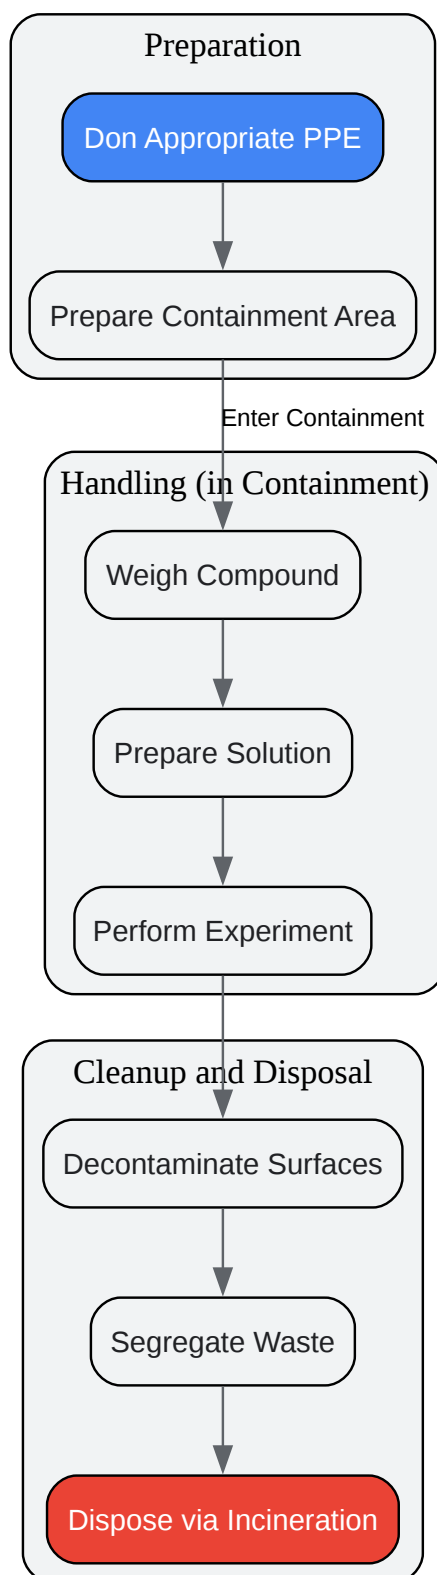 Preparation
Don Appropriate PPE
Prepare Containment Area
Enter Containment
Handling (in Containment)
Weigh Compound
Prepare Solution
Perform Experiment
Cleanup and Disposal
Decontaminate Surfaces
Segregate Waste
Dispose via Incineration